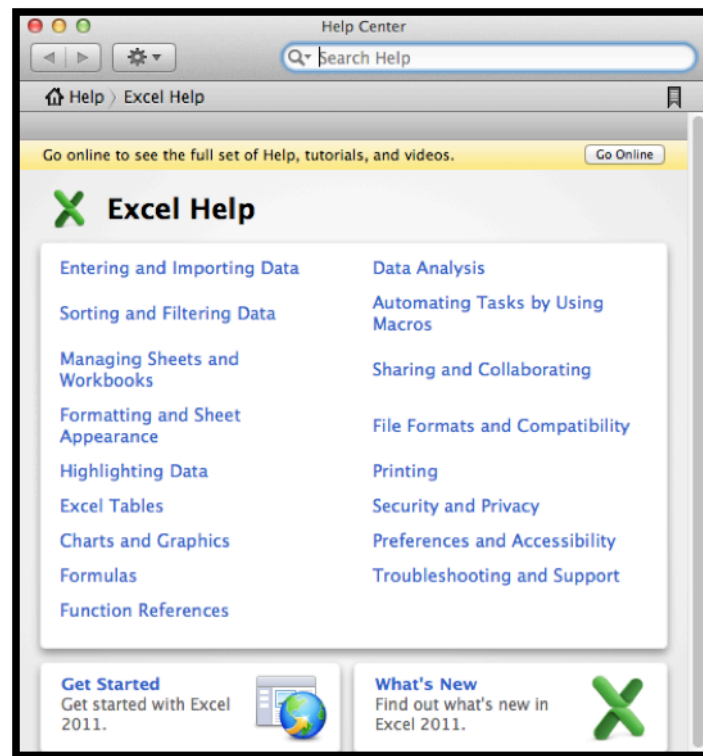 Help Center
Search Help
Help
Excel Help
Go online to see the full set of Help, tutorials, and videos.
Go Online
Excel Help
Entering and Importing Data
Sorting and Filtering Data
Managing Sheets and
Workbooks
Formatting and Sheet
Appearance
Highlighting Data
Excel Tables
Charts and Graphics
Formulas
Function References
Data Analysis
Automating Tasks by Using
Macros
Sharing and Collaborating
File Formats and Compatibility
Printing
Security and Privacy
Preferences and Accessibility
Troubleshooting and Support
Get Started
Get started with Excel
2011.
What's New
Find out what's new in
Excel 2011.